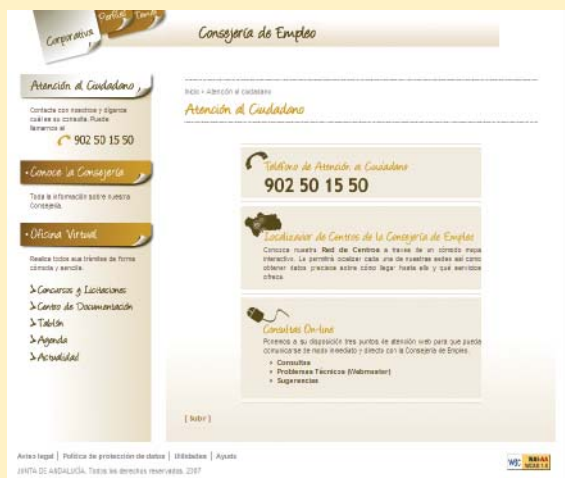 Corporativa
Perfiles
Temas
Consejería de Empleo
Atención al Ciudadano
Contacte con nosotros y díganos
cuál es su consulta. Puede
llamarnos al
902 50 15 50
Conoce la Consejería
Toda la información sobre nuestra
Consejería.
Oficina Virtual
Realice todos sus trámites de forma
cómoda y sencilla.
Concursos y Licitaciones
Centro de Documentación
Tablón
Agenda
Actualidad
Inicio » Atención al ciudadano
Atención al Ciudadano
Teléfono de Atención al Ciudadano
902 50 15 50
Localizador de Centros de la Consejería de Empleo
Conozca nuestra Red de Centros a través de un cómodo mapa
interactivo. Le permitirá localizar cada una de nuestras sedes así como
obtener datos precisos sobre cómo llegar hasta ella y qué servicios
ofrece.
Consultas On-line
Ponemos a su disposición tres puntos de atención web para que pueda
comunicarse de modo inmediato y directo con la Consejería de Empleo.
Consultas
Problemas Técnicos (Webmaster)
Sugerencias
[ Subir ]
Aviso legal | Política de protección de datos | Utilidades | Ayuda
JUNTA DE ANDALUCÍA. Todos los derechos reservados. 2007
W3C WAI-AA
WCAG 1.0